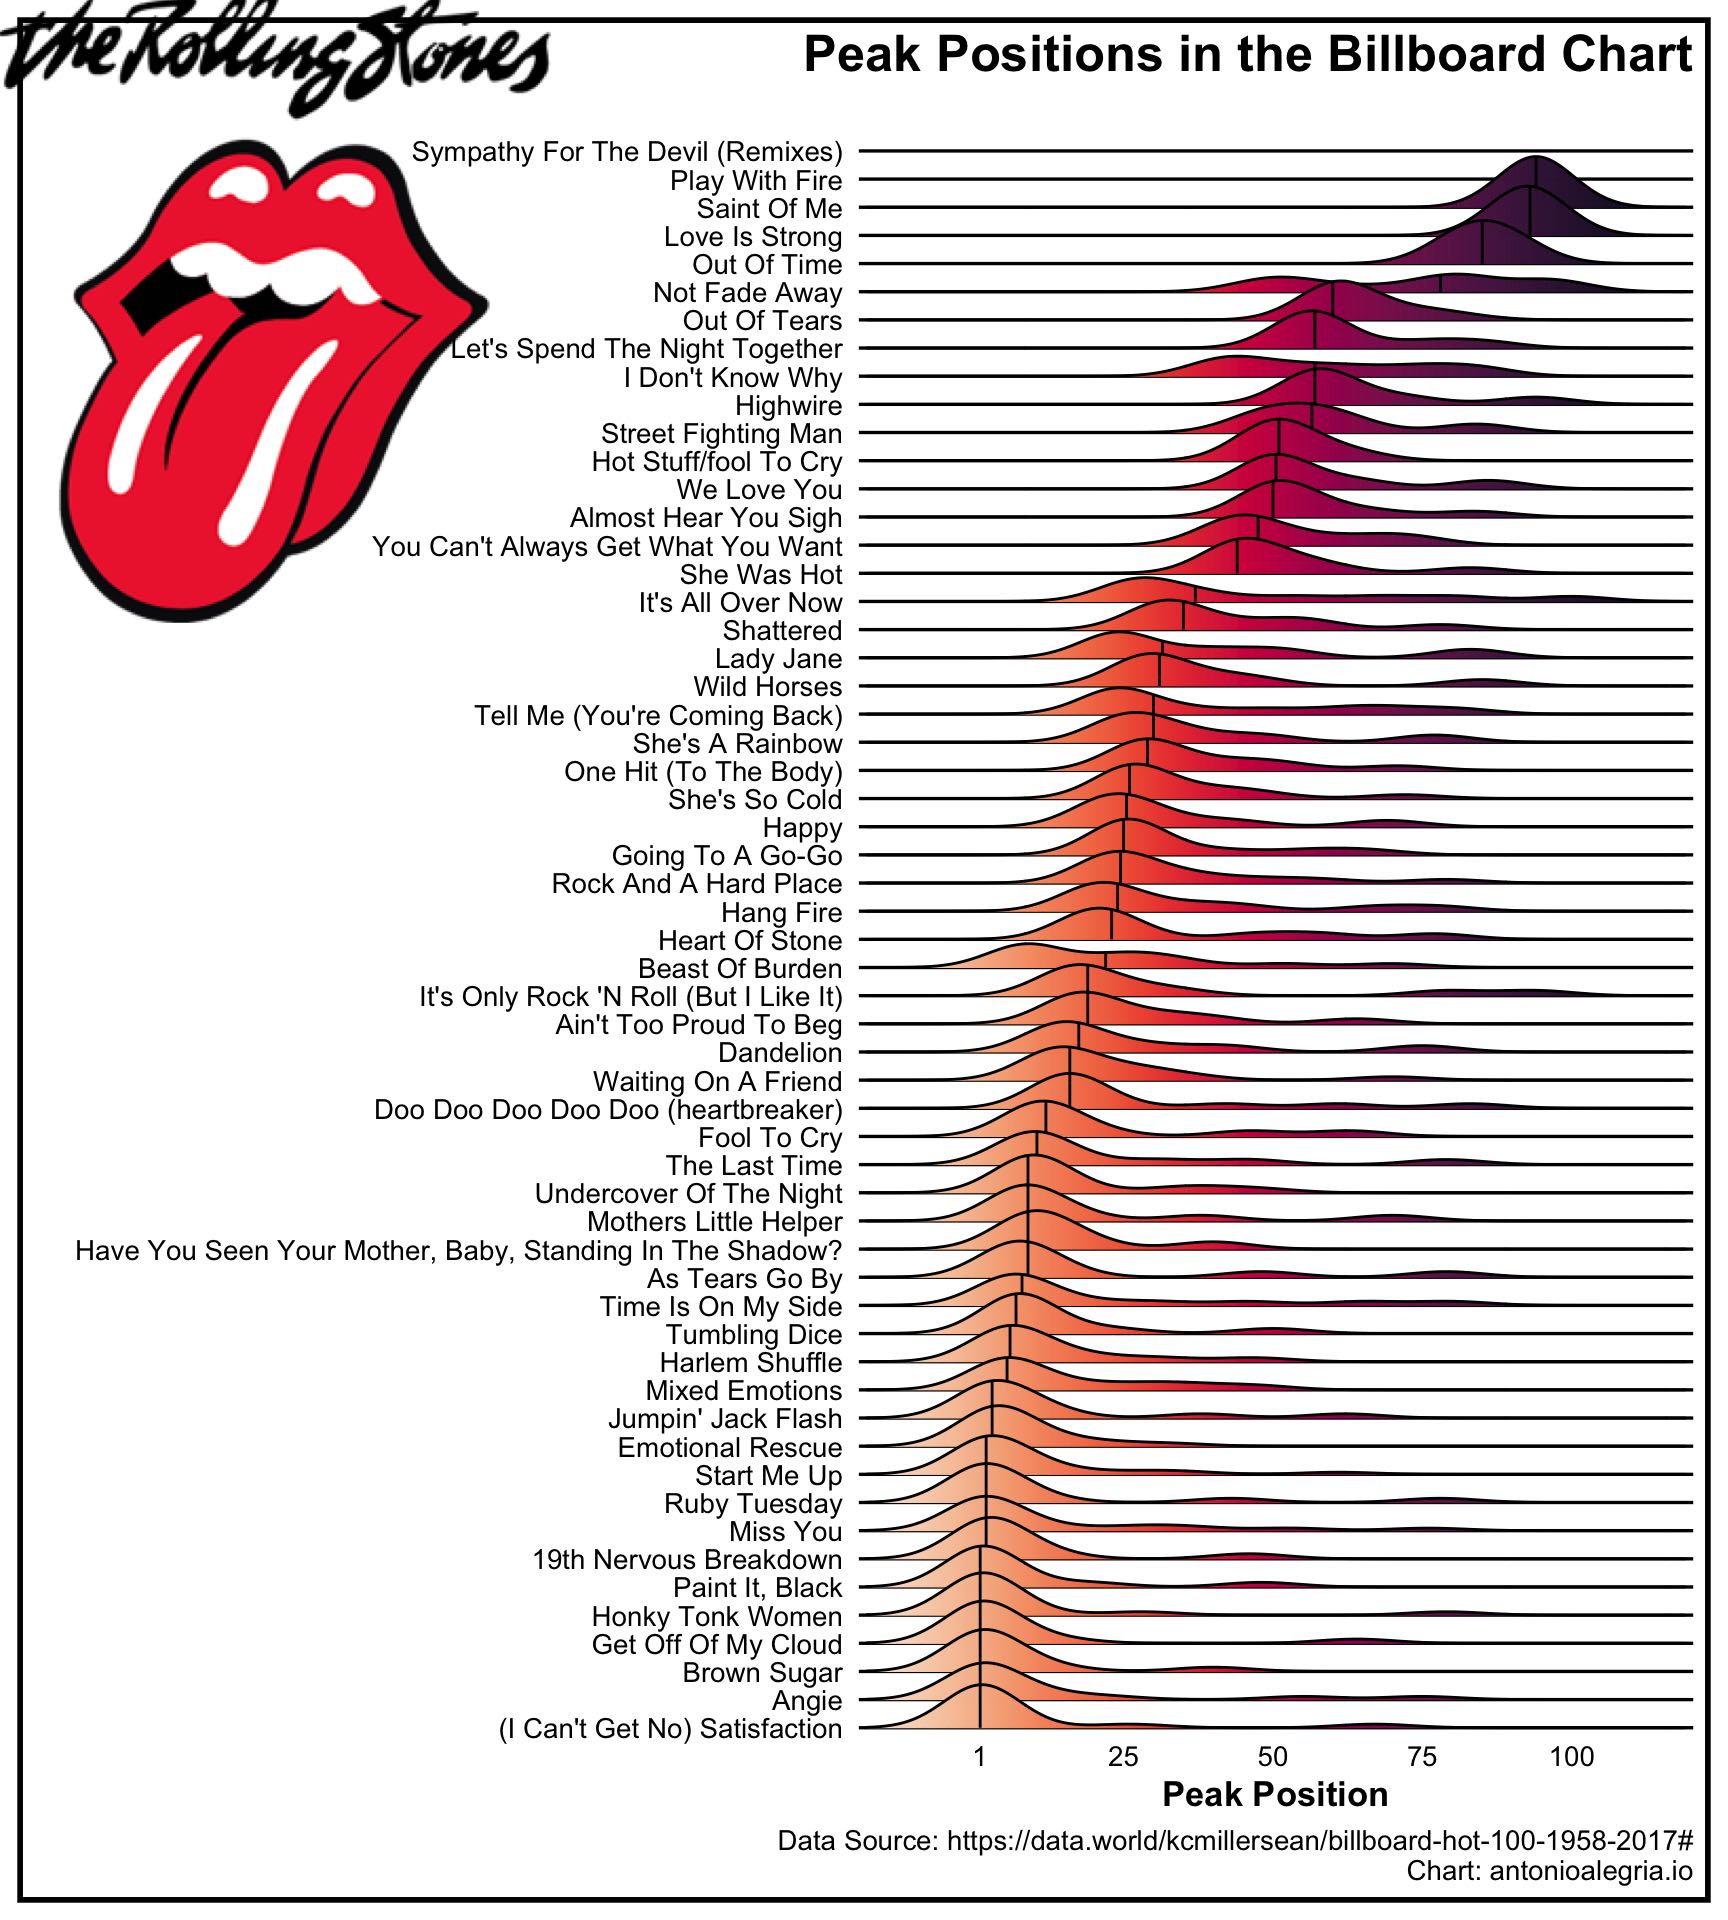 the Rolling Stones
Peak Positions in the Billboard Chart
Sympathy For The Devil (Remixes)
Play With Fire
Saint Of Me
Love Is Strong
Out Of Time
Not Fade Away
Out Of Tears
Let's Spend The Night Together
I Don't Know Why
Highwire
Street Fighting Man
Hot Stuff/fool To Cry
We Love You
Almost Hear You Sigh
You Can't Always Get What You Want
She Was Hot
It's All Over Now
Shattered
Lady Jane
Wild Horses
Tell Me (You're Coming Back)
She's A Rainbow
One Hit (To The Body)
She's So Cold
Happy
Going To A Go-Go
Rock And A Hard Place
Hang Fire
Heart Of Stone
Beast Of Burden
It's Only Rock 'N Roll (But I Like It)
Ain't Too Proud To Beg
Dandelion
Waiting On A Friend
Doo Doo Doo Doo Doo (heartbreaker)
Fool To Cry
The Last Time
Undercover Of The Night
Mothers Little Helper
Have You Seen Your Mother, Baby, Standing In The Shadow?
As Tears Go By
Time Is On My Side
Tumbling Dice
Harlem Shuffle
Mixed Emotions
Jumpin' Jack Flash
Emotional Rescue
Start Me Up
Ruby Tuesday
Miss You
19th Nervous Breakdown
Paint It, Black
Honky Tonk Women
Get Off Of My Cloud
Brown Sugar
Angie
(I Can't Get No) Satisfaction
1 25 50 75 100
Peak Position
Data Source: https://data.world/kcmillersean/billboard-hot-100-1958-2017#
Chart: antonioalegria.io